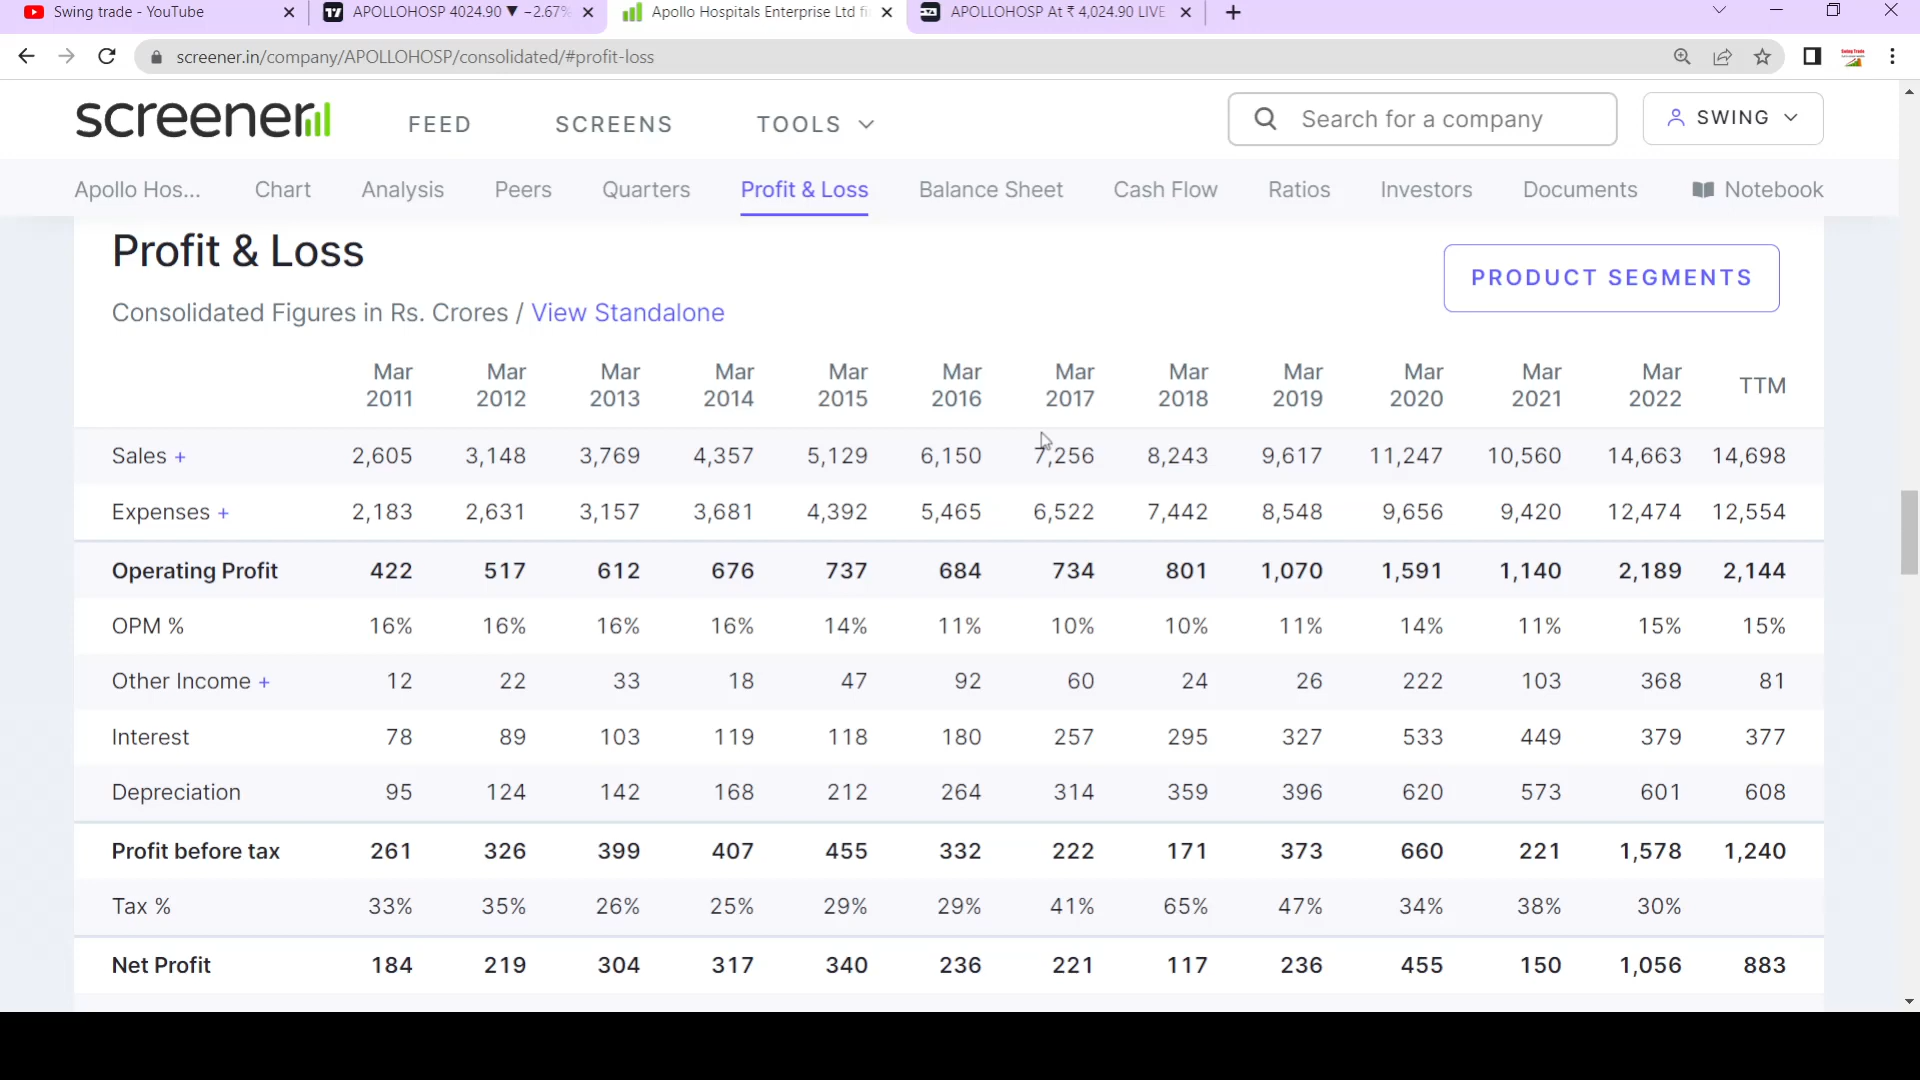 Swing trade - YouTube
APOLLOHOSP 4024.90 ▼ −2.67%
Apollo Hospitals Enterprise Ltd fi
APOLLOHOSP At ₹ 4,024.90 LIVE
screener.in/company/APOLLOHOSP/consolidated/#profit-loss
screener
FEED
SCREENS
TOOLS
Search for a company
SWING
Apollo Hos...
Chart
Analysis
Peers
Quarters
Profit & Loss
Balance Sheet
Cash Flow
Ratios
Investors
Documents
Notebook
Profit & Loss
PRODUCT SEGMENTS
Consolidated Figures in Rs. Crores / View Standalone
Mar 2011 Mar 2012 Mar 2013 Mar 2014 Mar 2015 Mar 2016 Mar 2017 Mar 2018 Mar 2019 Mar 2020 Mar 2021 Mar 2022 TTM
Sales + 2,605 3,148 3,769 4,357 5,129 6,150 7,256 8,243 9,617 11,247 10,560 14,663 14,698
Expenses + 2,183 2,631 3,157 3,681 4,392 5,465 6,522 7,442 8,548 9,656 9,420 12,474 12,554
Operating Profit 422 517 612 676 737 684 734 801 1,070 1,591 1,140 2,189 2,144
OPM % 16% 16% 16% 16% 14% 11% 10% 10% 11% 14% 11% 15% 15%
Other Income + 12 22 33 18 47 92 60 24 26 222 103 368 81
Interest 78 89 103 119 118 180 257 295 327 533 449 379 377
Depreciation 95 124 142 168 212 264 314 359 396 620 573 601 608
Profit before tax 261 326 399 407 455 332 222 171 373 660 221 1,578 1,240
Tax % 33% 35% 26% 25% 29% 29% 41% 65% 47% 34% 38% 30%
Net Profit 184 219 304 317 340 236 221 117 236 455 150 1,056 883